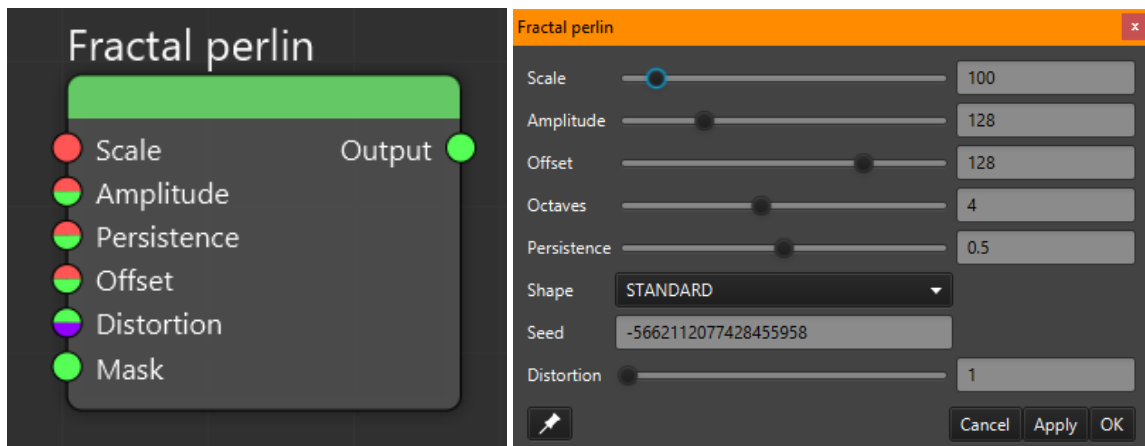 Fractal perlin
Scale Output
Amplitude
Persistence
Offset
Distortion
Mask
Fractal perlin x
Scale 100
Amplitude 128
Offset 128
Octaves 4
Persistence 0.5
Shape STANDARD
Seed -5662112077428455958
Distortion 1
Cancel Apply OK